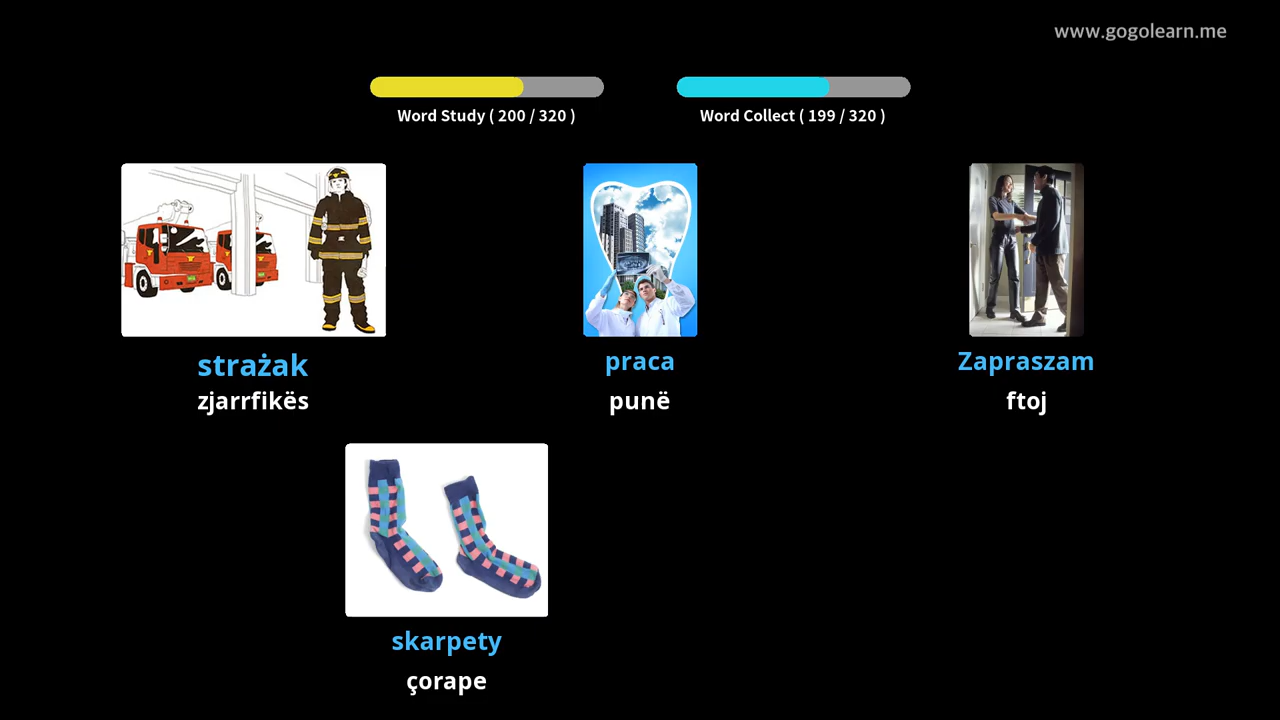 www.gogolearn.me
Word Study ( 200 / 320 )
Word Collect ( 199 / 320 )
strażak
zjarrfikës
praca
punë
Zapraszam
ftoj
skarpety
çorape